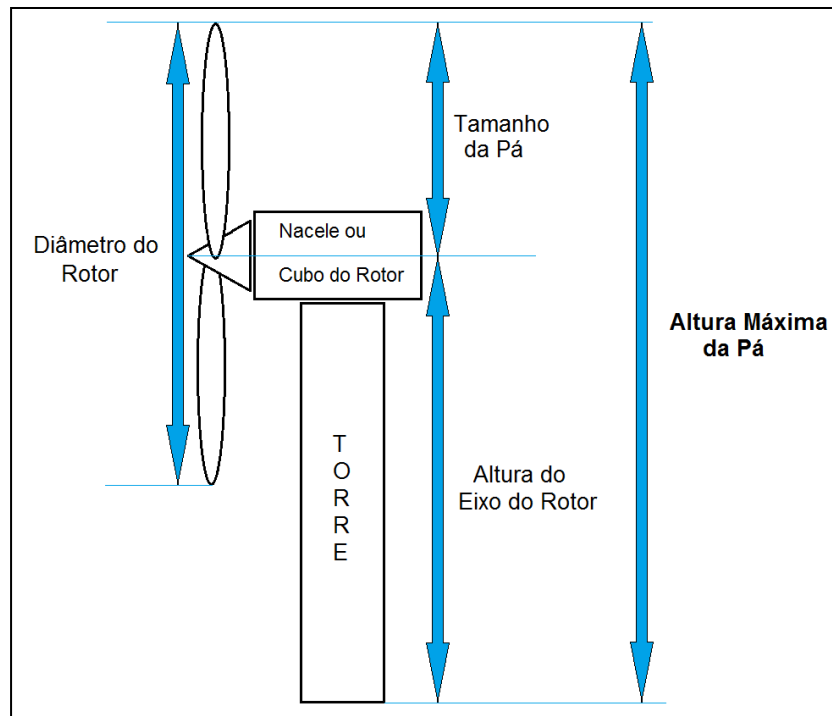 Tamanho
da Pá
Diâmetro do
Rotor
Nacele ou
Cubo do Rotor
Altura Máxima
da Pá
T
O
R
R
E
Altura do
Eixo do Rotor